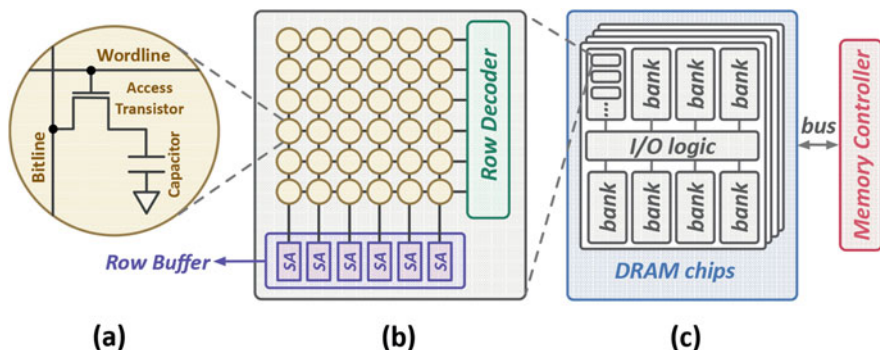 Wordline
Access
Transistor
Bitline
Capacitor
(a)
Row Decoder
SA
SA
SA
SA
SA
SA
Row Buffer
(b)
bank
bank
bank
I/O logic
bank
bank
bank
bank
DRAM chips
bus
Memory Controller
(c)